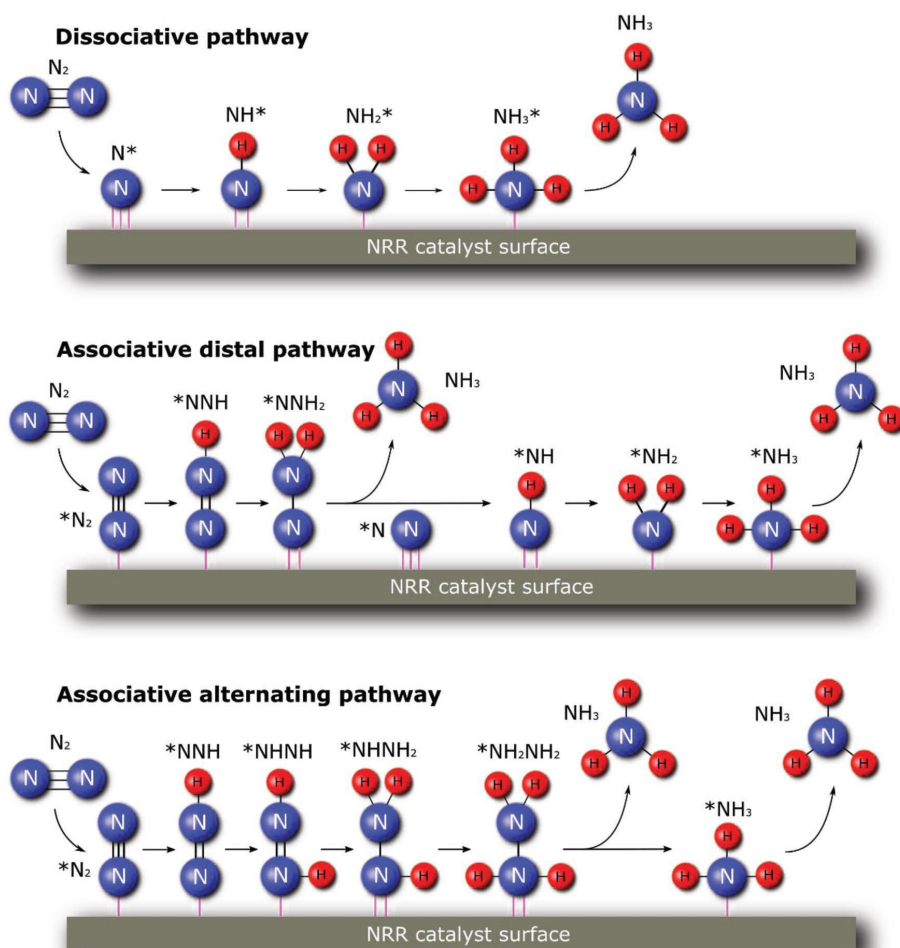 Dissociative pathway
N₂
N N
NH₃
H
N
H H
N*
NH*
NH₂*
NH₃*
H
H H
H
N
N
N
H N H
NRR catalyst surface
Associative distal pathway
N₂
N N
*NNH
*NNH₂
H
N
H H
NH₃
NH₃
H
N
H H
H
H H
N
N
N
*N₂
N
N
N
*N
N
*NH
H
N
*NH₂
H H
N
*NH₃
H
H N H
NRR catalyst surface
Associative alternating pathway
N₂
N N
*NNH
*NHNH
*NHNH₂
*NH₂NH₂
NH₃
H
N
H H
NH₃
H
N
H H
H
H
H H
H H
N
N
N
N
N
*N₂
N
N
N H
N H
H N H
*NH₃
H
H N H
NRR catalyst surface